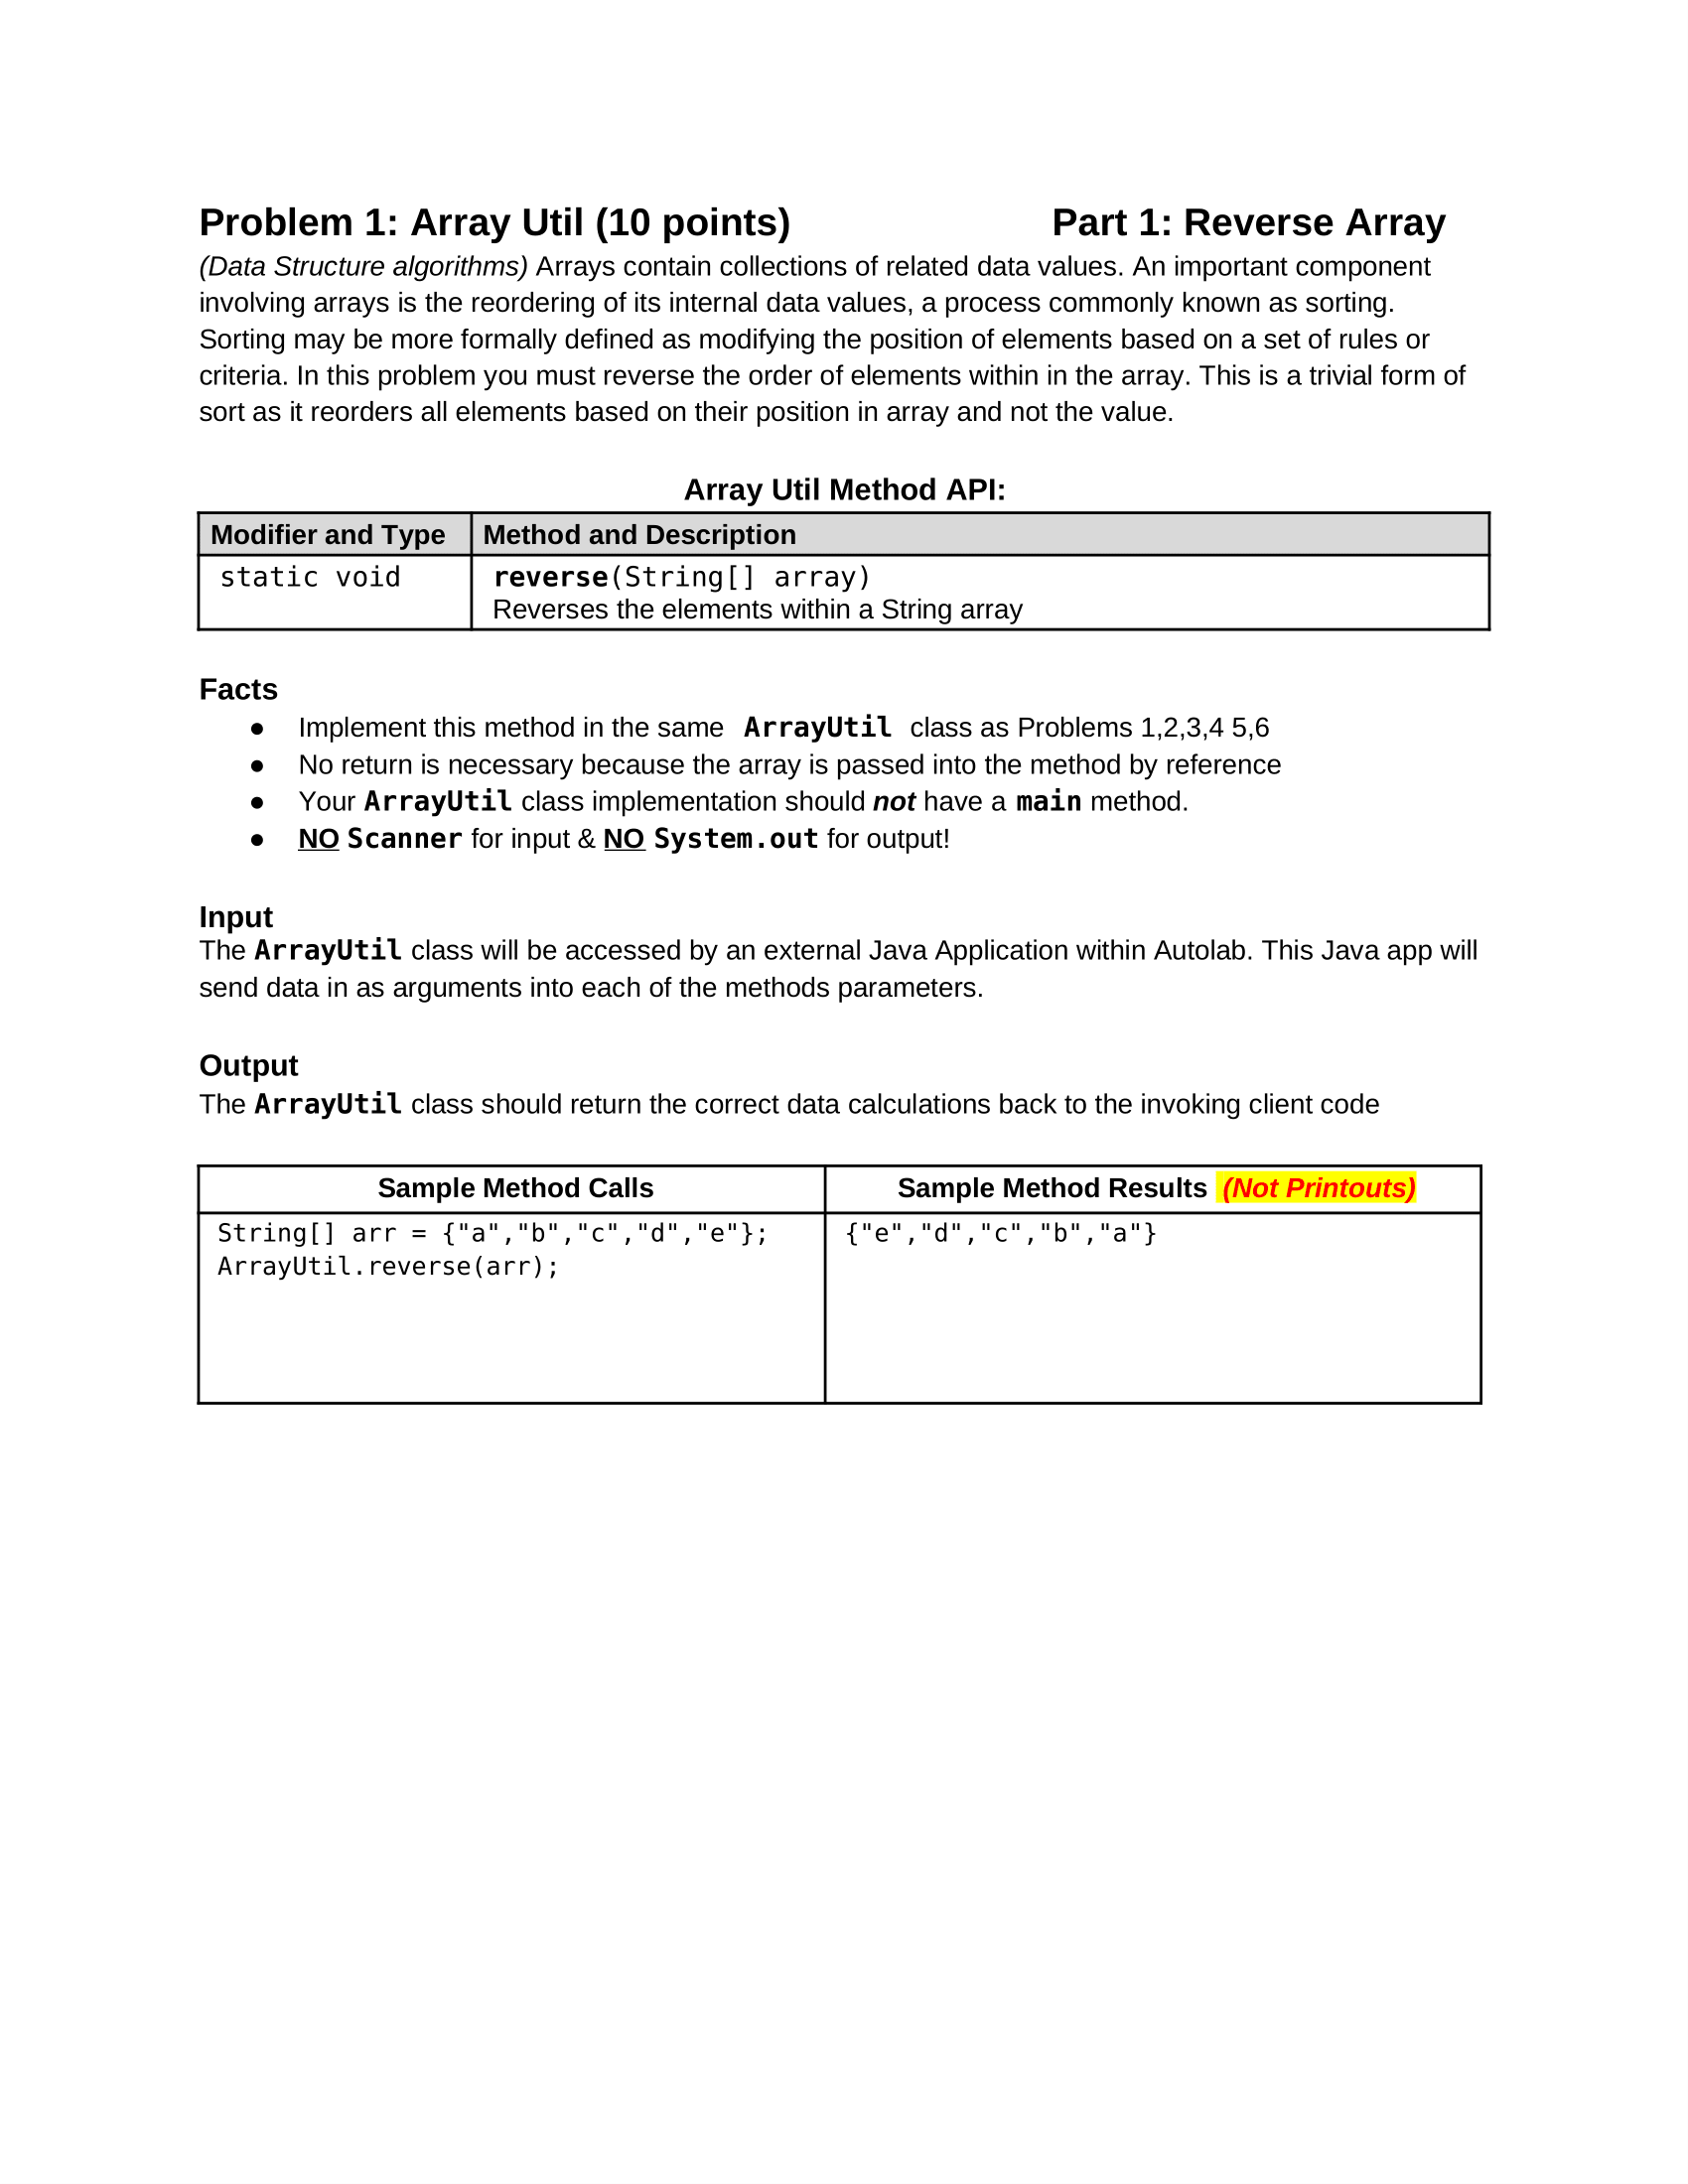 Problem 1: Array Util (10 points) Part 1: Reverse Array
(Data Structure algorithms) Arrays contain collections of related data values. An important component
involving arrays is the reordering of its internal data values, a process commonly known as sorting.
Sorting may be more formally defined as modifying the position of elements based on a set of rules or
criteria. In this problem you must reverse the order of elements within in the array. This is a trivial form of
sort as it reorders all elements based on their position in array and not the value.
Array Util Method API:
Modifier and Type Method and Description
static void reverse(String[] array)
Reverses the elements within a String array
Facts
● Implement this method in the same ArrayUtil class as Problems 1,2,3,4 5,6
● No return is necessary because the array is passed into the method by reference
● Your ArrayUtil class implementation should not have a main method.
● NO Scanner for input & NO System.out for output!
Input
The ArrayUtil class will be accessed by an external Java Application within Autolab. This Java app will
send data in as arguments into each of the methods parameters.
Output
The ArrayUtil class should return the correct data calculations back to the invoking client code
Sample Method Calls Sample Method Results (Not Printouts)
String[] arr = {"a","b","c","d","e"}; {"e","d","c","b","a"}
ArrayUtil.reverse(arr);